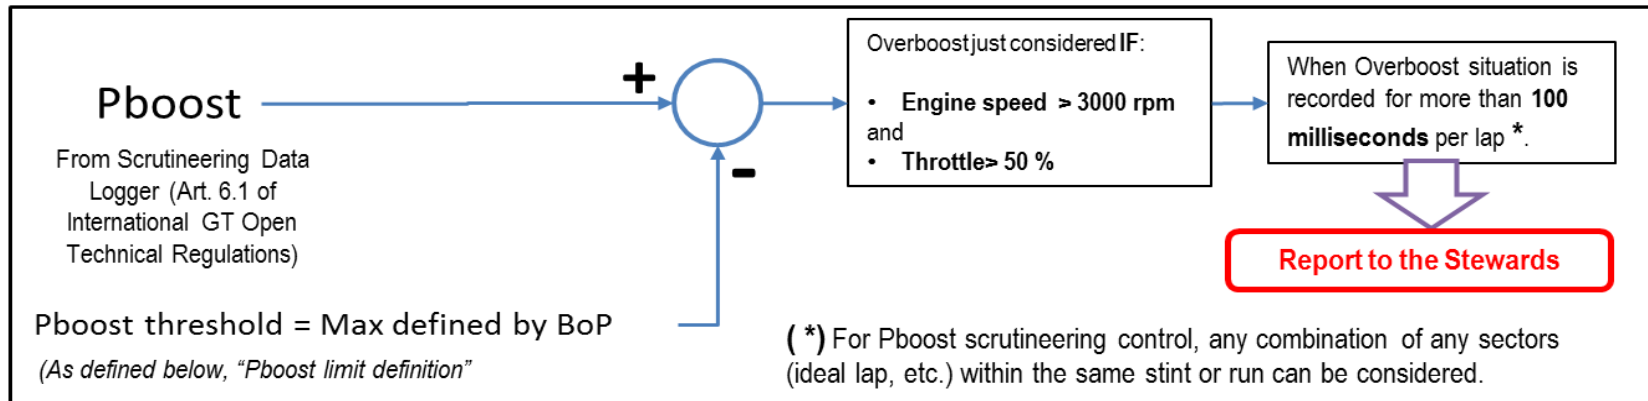 Pboost
From Scrutineering Data
Logger (Art. 6.1 of
International GT Open
Technical Regulations)
Pboost threshold = Max defined by BoP
(As defined below, “Pboost limit definition”
+
-
Overboost just considered IF:
• Engine speed > 3000 rpm
and
• Throttle> 50 %
When Overboost situation is
recorded for more than 100
milliseconds per lap *.
Report to the Stewards
( *) For Pboost scrutineering control, any combination of any sectors
(ideal lap, etc.) within the same stint or run can be considered.